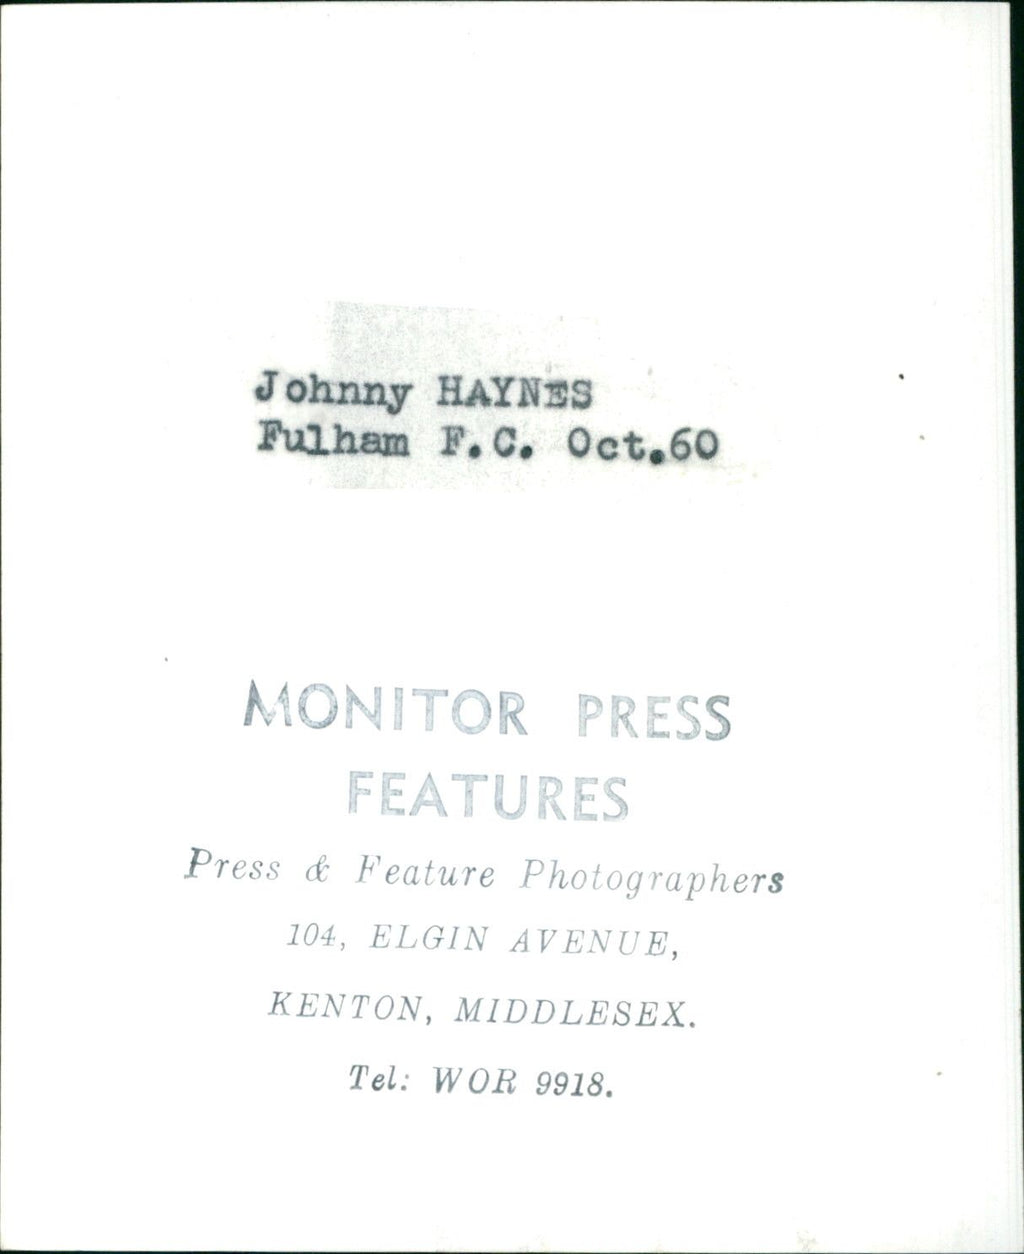 Johnny HAYNES
Fulham F.C. Oct.60
MONITOR PRESS
FEATURES
Press & Feature Photographers
104, ELGIN AVENUE,
KENTON, MIDDLESEX.
Tel: WOR 9918.